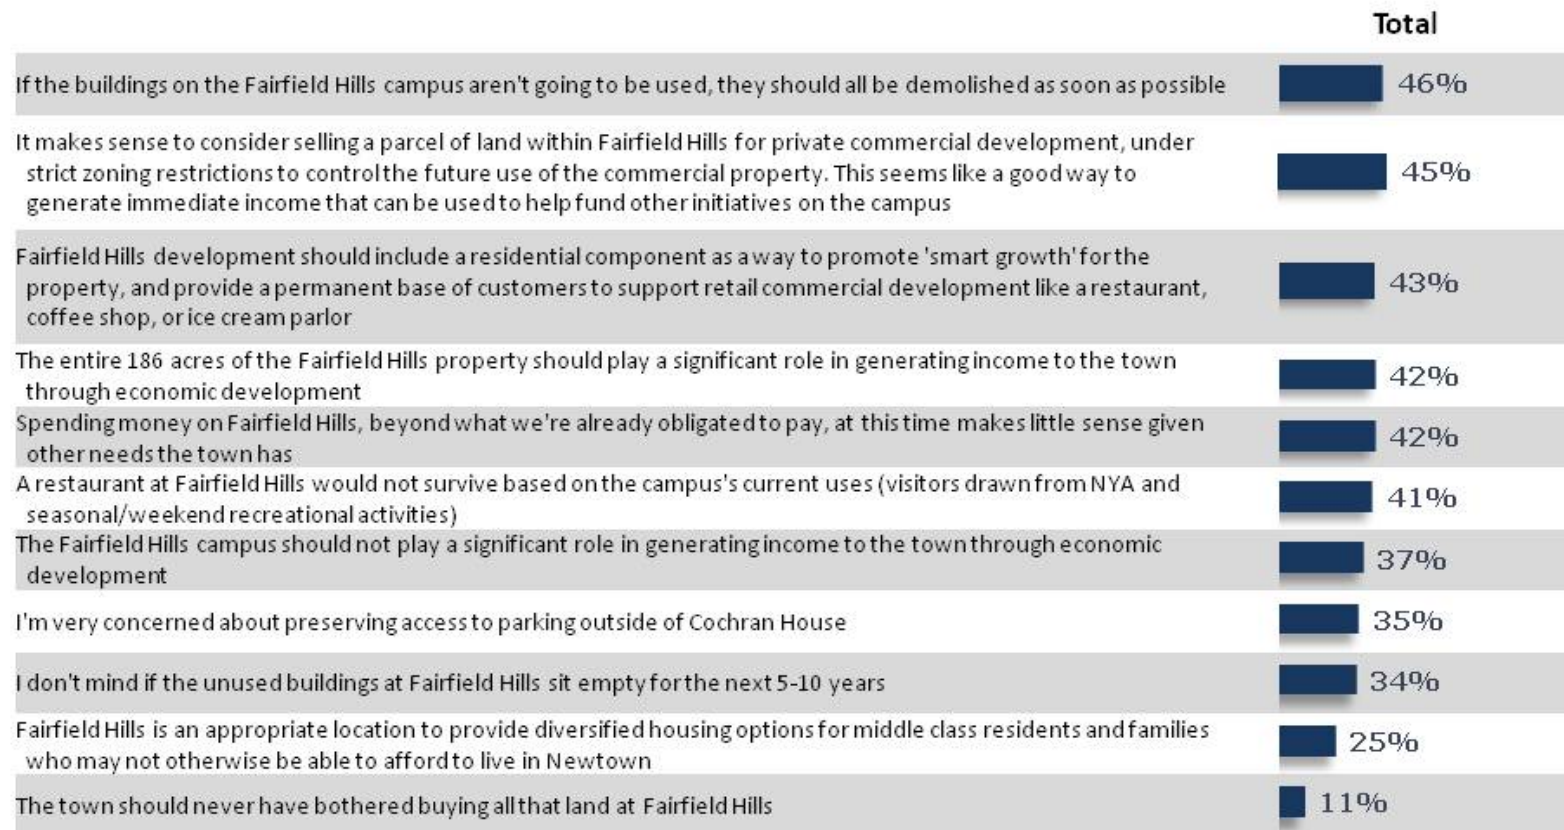 Total
If the buildings on the Fairfield Hills campus aren't going to be used, they should all be demolished as soon as possible
46%
It makes sense to consider selling a parcel of land within Fairfield Hills for private commercial development, under
strict zoning restrictions to control the future use of the commercial property. This seems like a good way to
generate immediate income that can be used to help fund other initiatives on the campus
45%
Fairfield Hills development should include a residential component as a way to promote 'smart growth' for the
property, and provide a permanent base of customers to support retail commercial development like a restaurant,
coffee shop, or ice cream parlor
43%
The entire 186 acres of the Fairfield Hills property should play a significant role in generating income to the town
through economic development
42%
Spending money on Fairfield Hills, beyond what we're already obligated to pay, at this time makes little sense given
other needs the town has
42%
A restaurant at Fairfield Hills would not survive based on the campus's current uses (visitors drawn from NYA and
seasonal/weekend recreational activities)
41%
The Fairfield Hills campus should not play a significant role in generating income to the town through economic
development
37%
I'm very concerned about preserving access to parking outside of Cochran House
35%
I don't mind if the unused buildings at Fairfield Hills sit empty for the next 5-10 years
34%
Fairfield Hills is an appropriate location to provide diversified housing options for middle class residents and families
who may not otherwise be able to afford to live in Newtown
25%
The town should never have bothered buying all that land at Fairfield Hills
11%